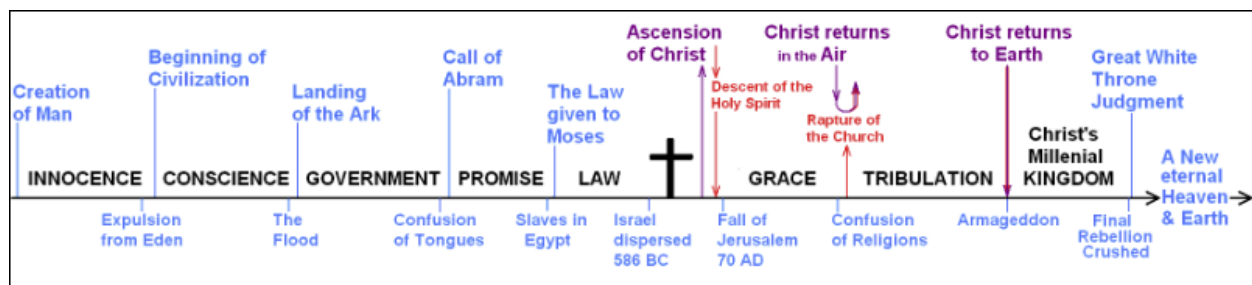 Creation
of Man
Beginning of
Civilization
Landing
of the Ark
Call of
Abram
The Law
given to
Moses
Ascension
of Christ
Descent of the
Holy Spirit
Christ returns
in the Air
Rapture of
the Church
Christ returns
to Earth
Great White
Throne
Judgment
INNOCENCE
CONSCIENCE
GOVERNMENT
PROMISE
LAW
GRACE
TRIBULATION
Christ's
Millenial
KINGDOM
A New
eternal
Heaven
& Earth
Expulsion
from Eden
The
Flood
Confusion
of Tongues
Slaves in
Egypt
Israel
dispersed
586 BC
Fall of
Jerusalem
70 AD
Confusion
of Religions
Armageddon
Final
Rebellion
Crushed